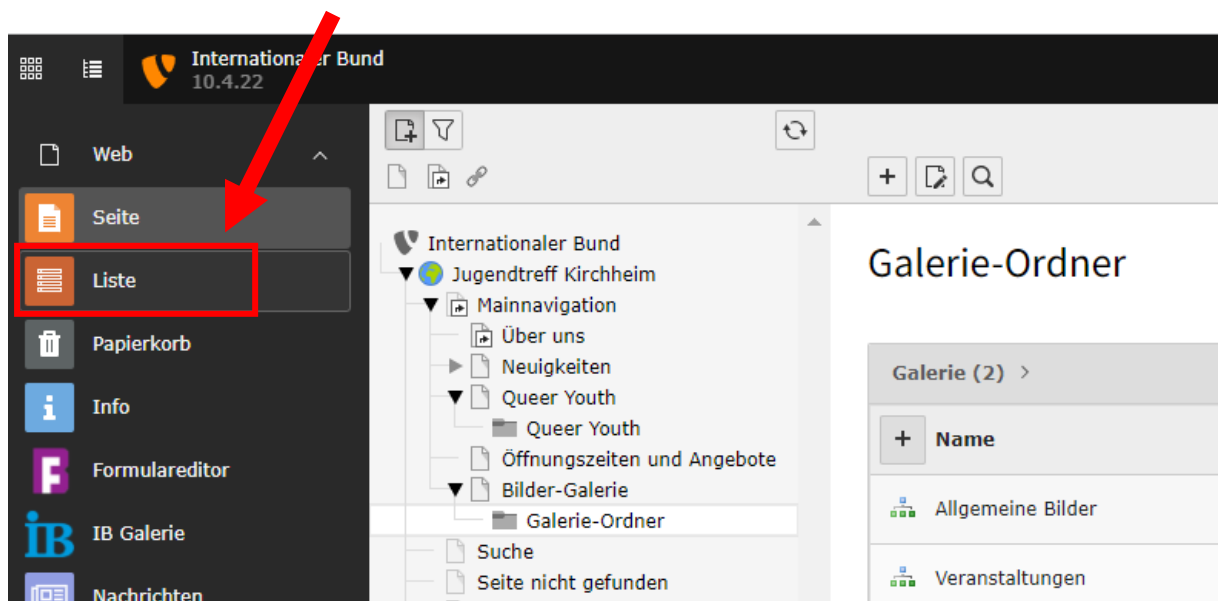 Internationaler Bund
10.4.22
Web
Seite
Liste
Papierkorb
Info
Formulareditor
IB Galerie
Nachrichten
Internationaler Bund
Jugendtreff Kirchheim
Mainnavigation
Über uns
Neuigkeiten
Queer Youth
Queer Youth
Öffnungszeiten und Angebote
Bilder-Galerie
Galerie-Ordner
Suche
Seite nicht gefunden
Galerie-Ordner
Galerie (2) >
Name
Allgemeine Bilder
Veranstaltungen